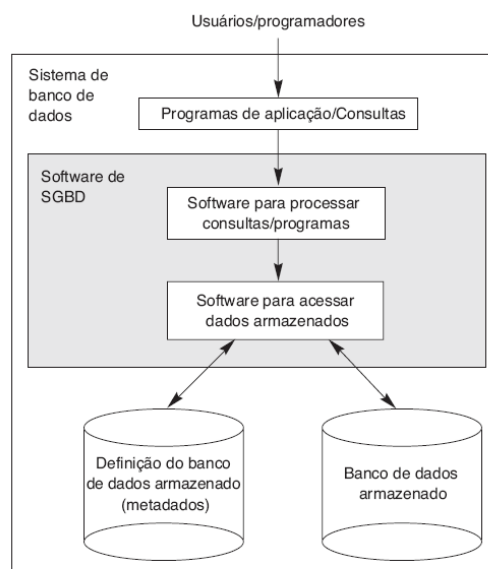 Usuários/programadores
Sistema de
banco de
dados
Programas de aplicação/Consultas
Software de
SGBD
Software para processar
consultas/programas
Software para acessar
dados armazenados
Definição do banco
de dados armazenado
(metadados)
Banco de dados
armazenado